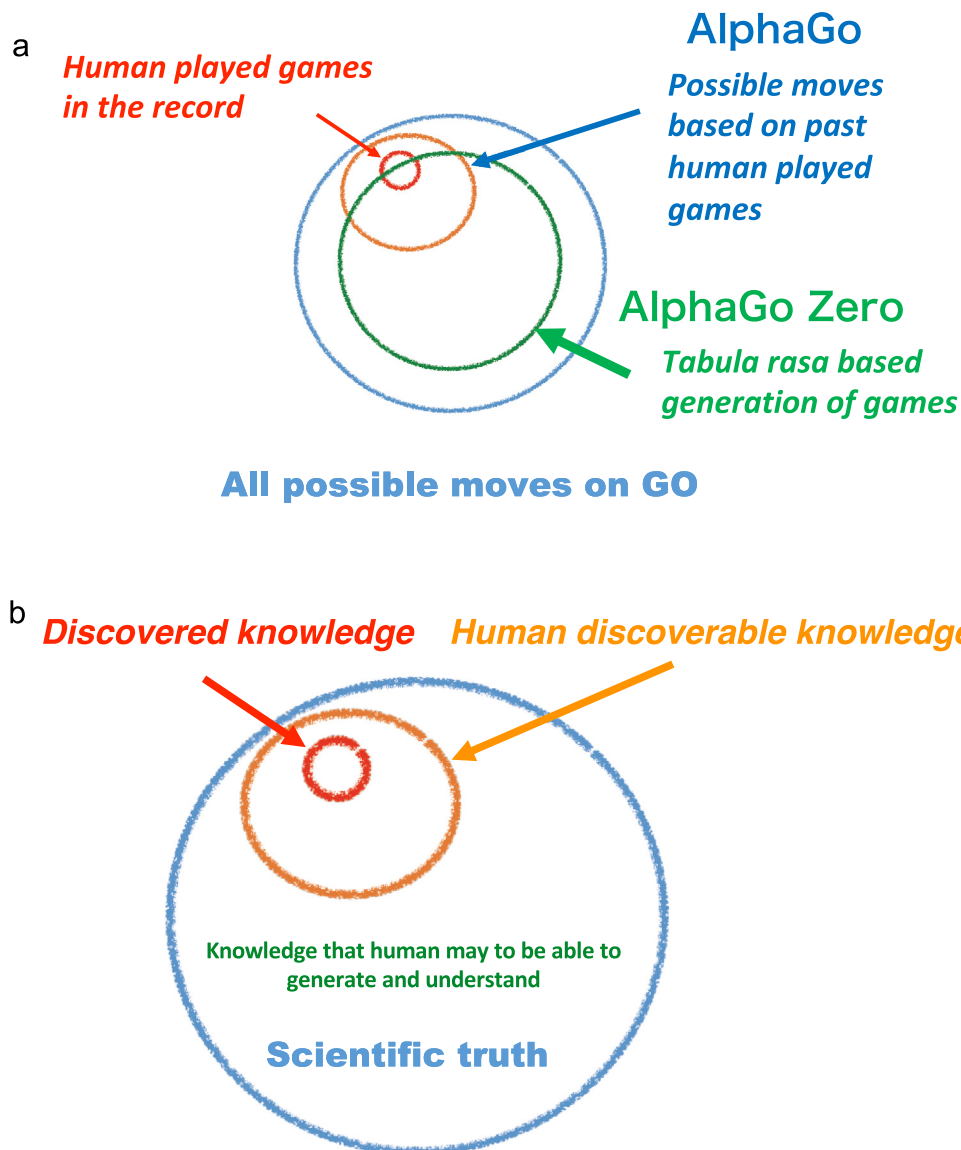 a
AlphaGo
Human played games
in the record
Possible moves
based on past
human played
games
AlphaGo Zero
Tabula rasa based
generation of games
All possible moves on GO
b
Discovered knowledge
Human discoverable knowledge
Knowledge that human may to be able to
generate and understand
Scientific truth